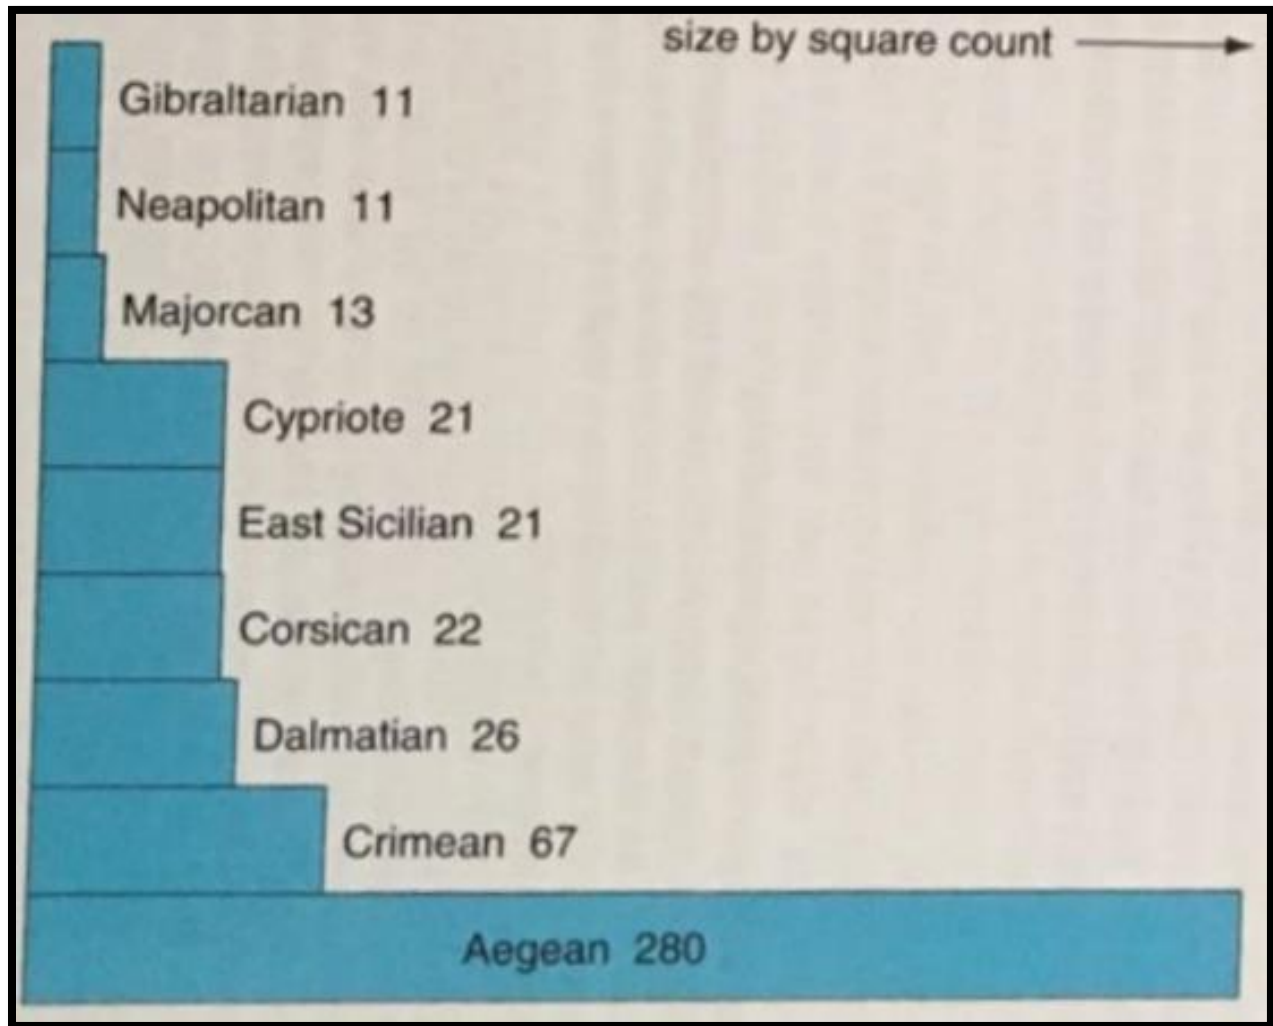 size by square count
Gibraltarian 11
Neapolitan 11
Majorcan 13
Cypriote 21
East Sicilian 21
Corsican 22
Dalmatian 26
Crimean 67
Aegean 280